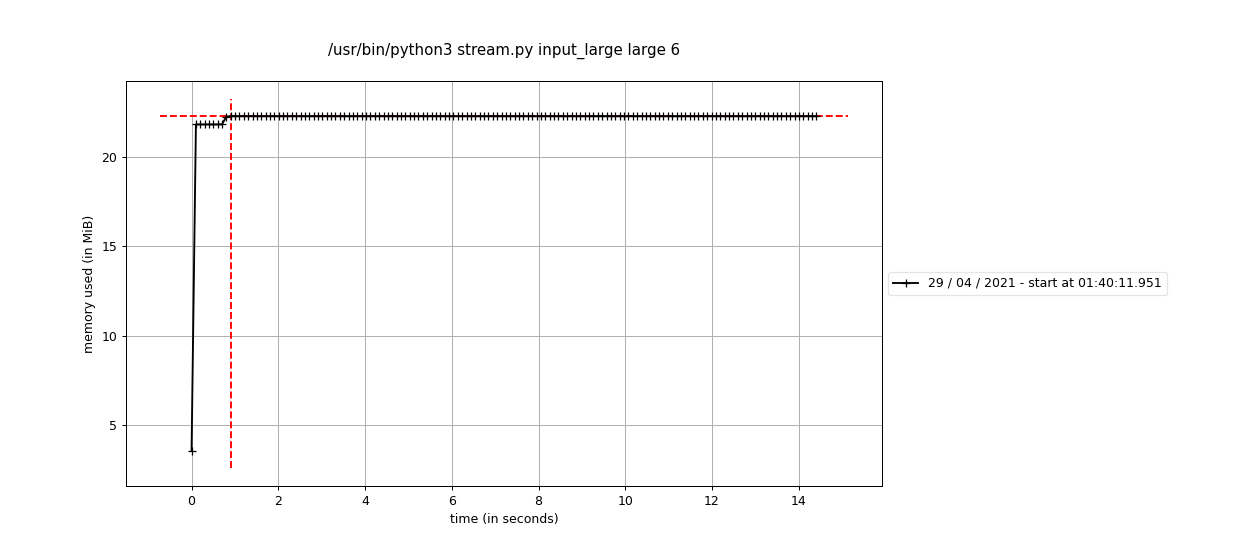 /usr/bin/python3 stream.py input_large large 6
memory used (in MiB)
20
15
10
5
0 2 4 6 8 10 12 14
time (in seconds)
29 / 04 / 2021 - start at 01:40:11.951